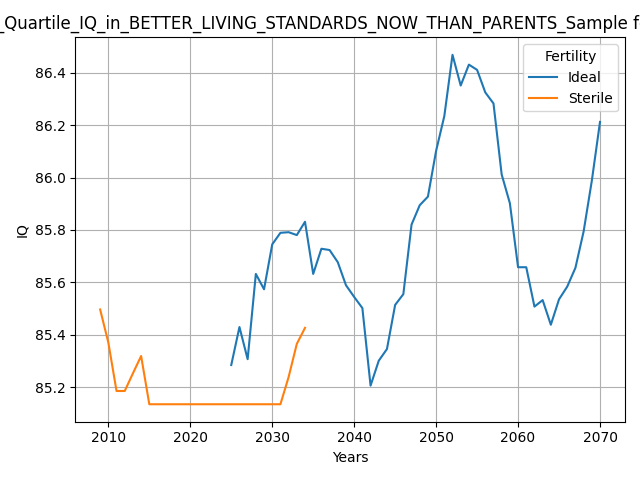 _Quartile_IQ_in_BETTER_LIVING_STANDARDS_NOW_THAN_PARENTS_Sample f
Fertility
Ideal
Sterile
86.4
86.2
86.0
85.8
85.6
85.4
85.2
IQ
2010 2020 2030 2040 2050 2060 2070
Years